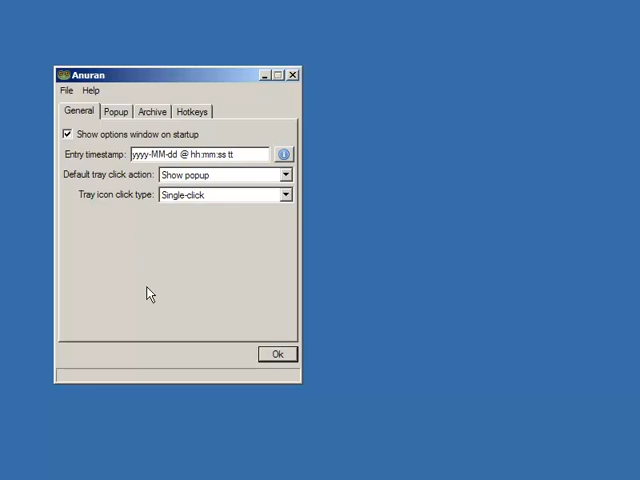 Anuran
File Help
General Popup Archive Hotkeys
Show options window on startup
Entry timestamp: yyyy-MM-dd @ hh:mm:ss tt
Default tray click action: Show popup
Tray icon click type: Single-click
Ok